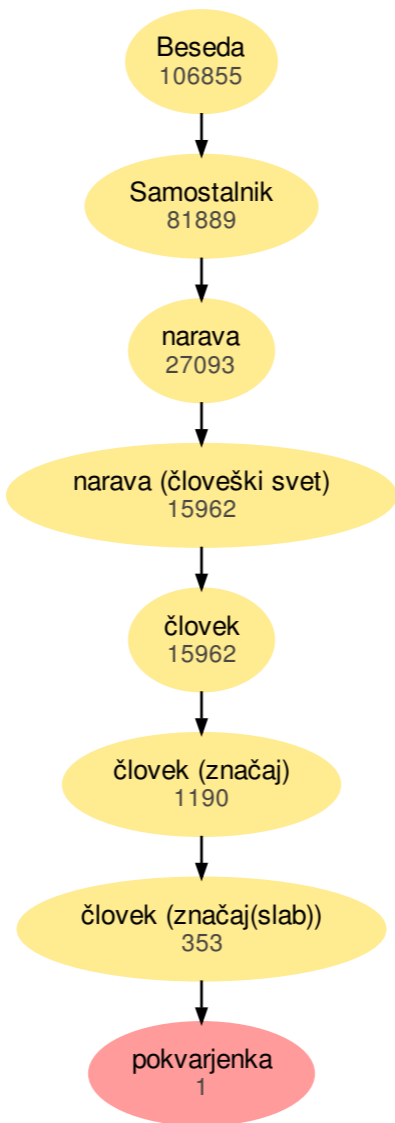 Beseda
106855
Samostalnik
81889
narava
27093
narava (človeški svet)
15962
človek
15962
človek (značaj)
1190
človek (značaj(slab))
353
pokvarjenka
1